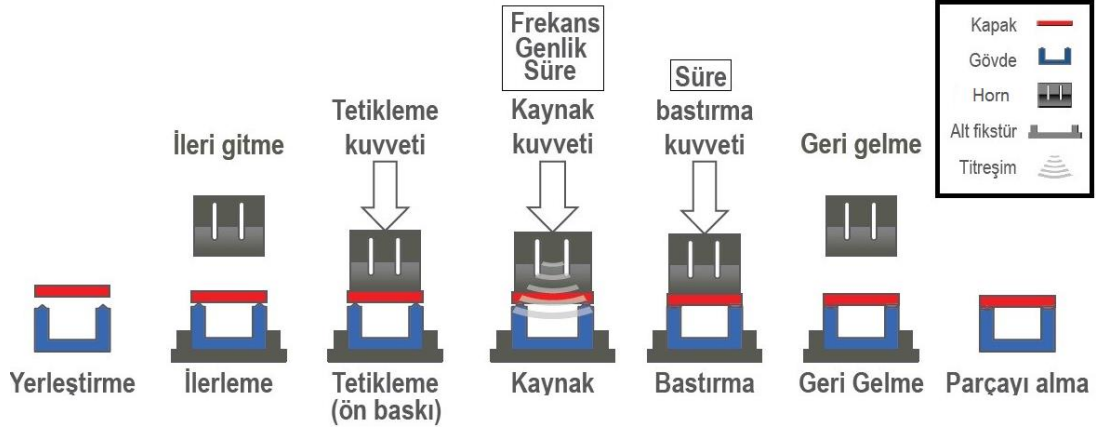 Frekans
Genlik
Süre
Kaynak
kuvveti
Süre
bastırma
kuvveti
Tetikleme
kuvveti
İleri gitme
Geri gelme
Kapak
Gövde
Horn
Alt fikstür
Titreşim
Yerleştirme
İlerleme
Tetikleme
(ön baskı)
Kaynak
Bastırma
Geri Gelme
Parçayı alma